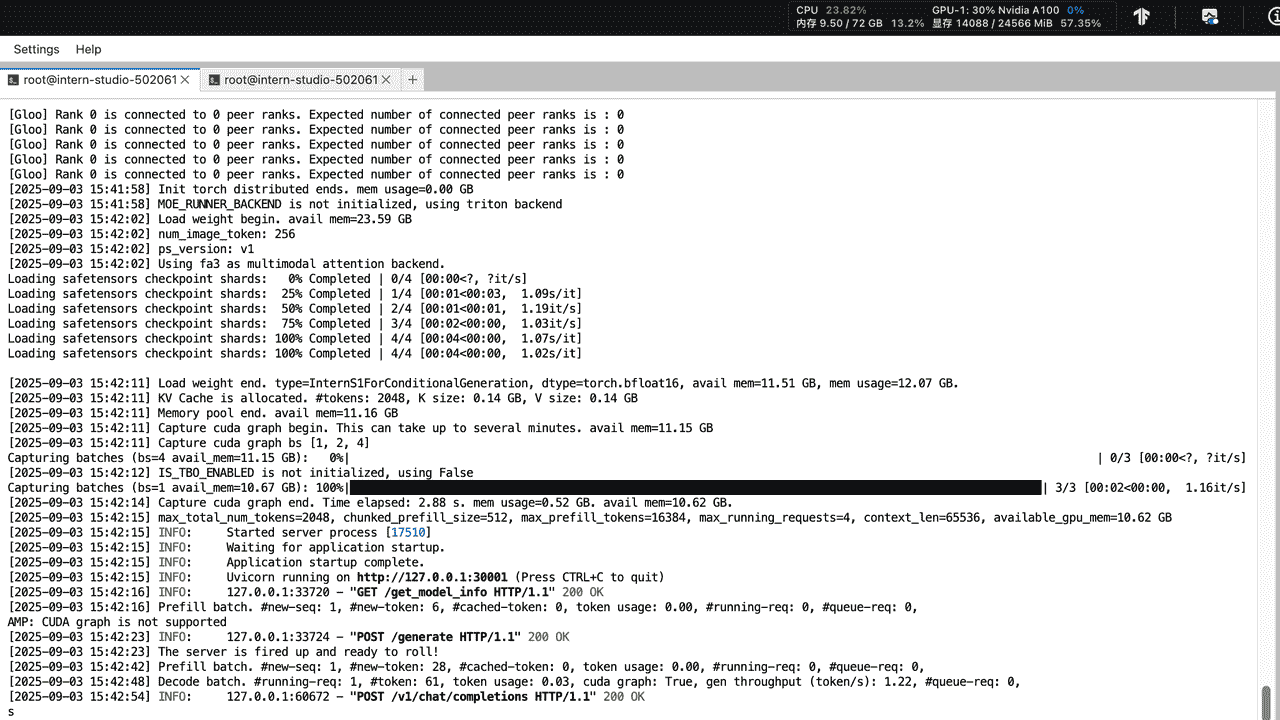 CPU 23.82% GPU-1: 30% Nvidia A100 0%
内存 9.50 / 72 GB 13.2% 显存 14088 / 24566 MiB 57.35%
Settings Help
root@intern-studio-502061 root@intern-studio-502061
[Gloo] Rank 0 is connected to 0 peer ranks. Expected number of connected peer ranks is : 0
[Gloo] Rank 0 is connected to 0 peer ranks. Expected number of connected peer ranks is : 0
[Gloo] Rank 0 is connected to 0 peer ranks. Expected number of connected peer ranks is : 0
[Gloo] Rank 0 is connected to 0 peer ranks. Expected number of connected peer ranks is : 0
[Gloo] Rank 0 is connected to 0 peer ranks. Expected number of connected peer ranks is : 0
[2025-09-03 15:41:58] Init torch distributed ends. mem usage=0.00 GB
[2025-09-03 15:41:58] MOE_RUNNER_BACKEND is not initialized, using triton backend
[2025-09-03 15:42:02] Load weight begin. avail mem=23.59 GB
[2025-09-03 15:42:02] num_image_token: 256
[2025-09-03 15:42:02] ps_version: v1
[2025-09-03 15:42:02] Using fa3 as multimodal attention backend.
Loading safetensors checkpoint shards:   0% Completed | 0/4 [00:00<?, ?it/s]
Loading safetensors checkpoint shards:  25% Completed | 1/4 [00:01<00:03,  1.09s/it]
Loading safetensors checkpoint shards:  50% Completed | 2/4 [00:01<00:01,  1.19it/s]
Loading safetensors checkpoint shards:  75% Completed | 3/4 [00:02<00:00,  1.03it/s]
Loading safetensors checkpoint shards: 100% Completed | 4/4 [00:04<00:00,  1.07s/it]
Loading safetensors checkpoint shards: 100% Completed | 4/4 [00:04<00:00,  1.02s/it]
[2025-09-03 15:42:11] Load weight end. type=InternS1ForConditionalGeneration, dtype=torch.bfloat16, avail mem=11.51 GB, mem usage=12.07 GB.
[2025-09-03 15:42:11] KV Cache is allocated. #tokens: 2048, K size: 0.14 GB, V size: 0.14 GB
[2025-09-03 15:42:11] Memory pool end. avail mem=11.16 GB
[2025-09-03 15:42:11] Capture cuda graph begin. This can take up to several minutes. avail mem=11.15 GB
[2025-09-03 15:42:11] Capture cuda graph bs [1, 2, 4]
Capturing batches (bs=4 avail_mem=11.15 GB):   0%| | 0/3 [00:00<?, ?it/s]
[2025-09-03 15:42:12] IS_TBO_ENABLED is not initialized, using False
Capturing batches (bs=1 avail_mem=10.67 GB): 100%| | 3/3 [00:02<00:00,  1.16it/s]
[2025-09-03 15:42:14] Capture cuda graph end. Time elapsed: 2.88 s. mem usage=0.52 GB. avail mem=10.62 GB.
[2025-09-03 15:42:15] max_total_num_tokens=2048, chunked_prefill_size=512, max_prefill_tokens=16384, max_running_requests=4, context_len=65536, available_gpu_mem=10.62 GB
[2025-09-03 15:42:15] INFO:     Started server process [17510]
[2025-09-03 15:42:15] INFO:     Waiting for application startup.
[2025-09-03 15:42:15] INFO:     Application startup complete.
[2025-09-03 15:42:15] INFO:     Uvicorn running on http://127.0.0.1:30001 (Press CTRL+C to quit)
[2025-09-03 15:42:16] INFO:     127.0.0.1:33720 - "GET /get_model_info HTTP/1.1" 200 OK
[2025-09-03 15:42:16] Prefill batch. #new-seq: 1, #new-token: 6, #cached-token: 0, token usage: 0.00, #running-req: 0, #queue-req: 0,
AMP: CUDA graph is not supported
[2025-09-03 15:42:23] INFO:     127.0.0.1:33724 - "POST /generate HTTP/1.1" 200 OK
[2025-09-03 15:42:23] The server is fired up and ready to roll!
[2025-09-03 15:42:42] Prefill batch. #new-seq: 1, #new-token: 28, #cached-token: 0, token usage: 0.00, #running-req: 0, #queue-req: 0,
[2025-09-03 15:42:48] Decode batch. #running-req: 1, #token: 61, token usage: 0.03, cuda graph: True, gen throughput (token/s): 1.22, #queue-req: 0,
[2025-09-03 15:42:54] INFO:     127.0.0.1:60672 - "POST /v1/chat/completions HTTP/1.1" 200 OK
s